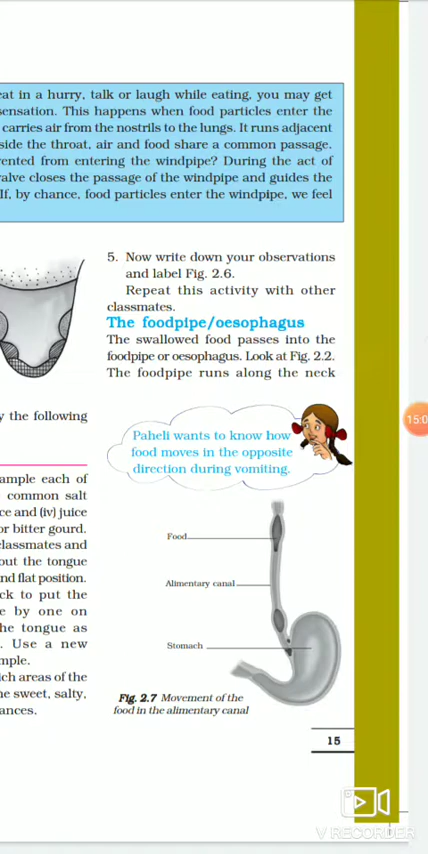 eat in a hurry, talk or laugh while eating, you may get
sensation. This happens when food particles enter the
carries air from the nostrils to the lungs. It runs adjacent
side the throat, air and food share a common passage.
ented from entering the windpipe? During the act of
valve closes the passage of the windpipe and guides the
If, by chance, food particles enter the windpipe, we feel
y the following
ample each of
common salt
ce and (iv) juice
or bitter gourd.
classmates and
out the tongue
nd flat position.
ck to put the
e by one on
he tongue as
. Use a new
mple.
ich areas of the
he sweet, salty,
ances.
5. Now write down your observations
and label Fig. 2.6.
Repeat this activity with other
classmates.
The foodpipe/oesophagus
The swallowed food passes into the
foodpipe or oesophagus. Look at Fig. 2.2.
The foodpipe runs along the neck
Paheli wants to know how
food moves in the opposite
direction during vomiting.
Food
Alimentary canal
Stomach
Fig. 2.7 Movement of the
food in the alimentary canal
15
15:0
V RECORDER